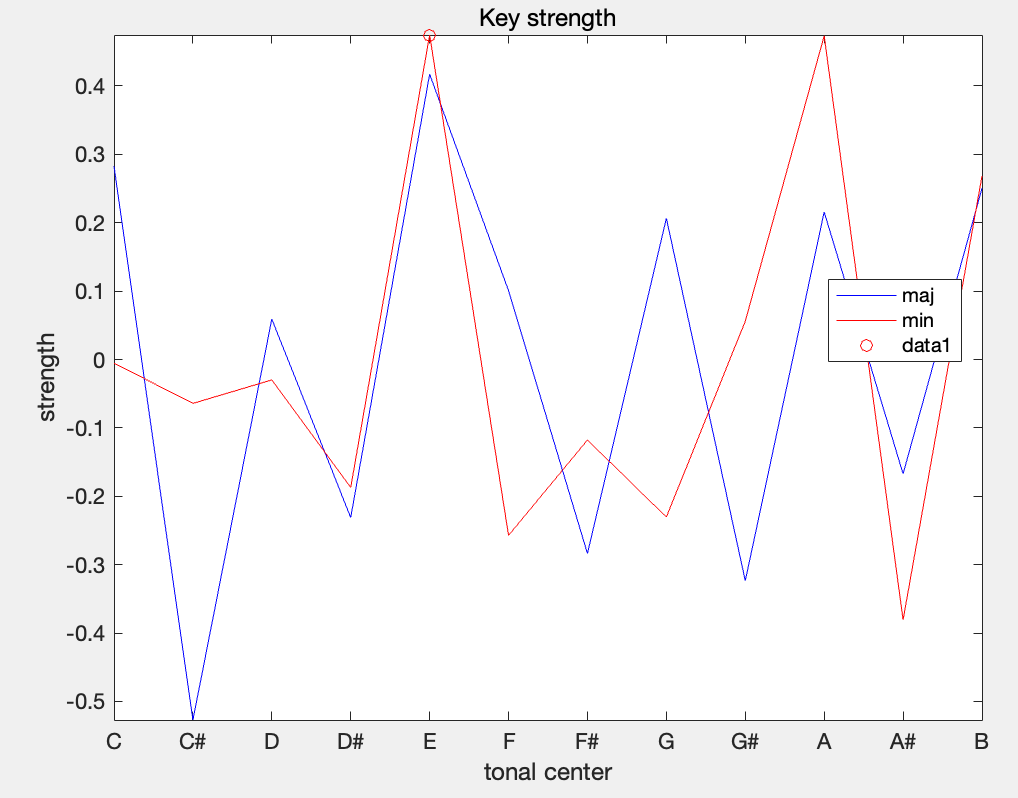 Key strength
0.4
0.3
0.2
0.1
0
-0.1
-0.2
-0.3
-0.4
-0.5
strength
maj
min
data1
C C# D D# E F F# G G# A A# B
tonal center